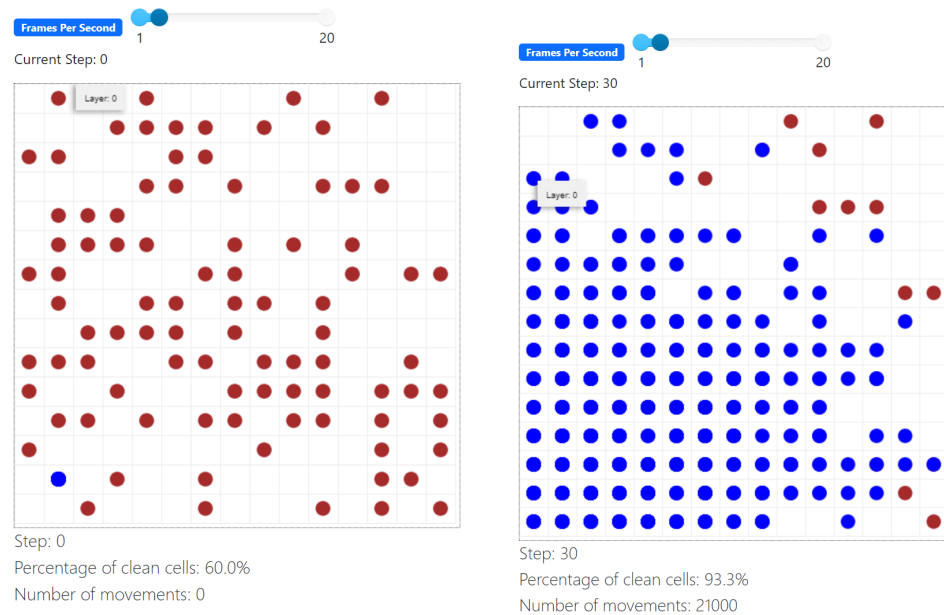 Frames Per Second
1 20
Current Step: 0
Layer: 0
Step: 0
Percentage of clean cells: 60.0%
Number of movements: 0
Frames Per Second
1 20
Current Step: 30
Layer: 0
Step: 30
Percentage of clean cells: 93.3%
Number of movements: 21000